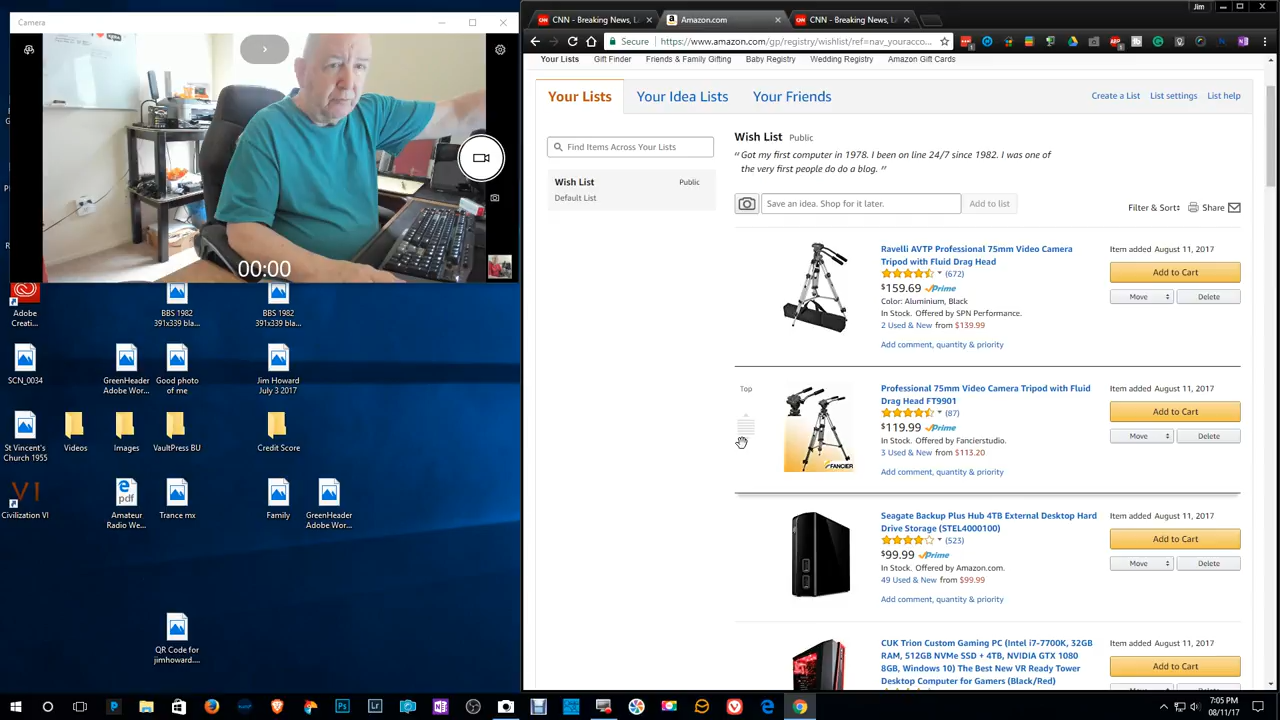 Camera
00:00
CNN - Breaking News, L
Amazon.com
CNN - Breaking News, L
Jim
Secure
https://www.amazon.com/gp/registry/wishlist/ref=nav_youracco...
Your Lists
Gift Finder
Friends & Family Gifting
Baby Registry
Wedding Registry
Amazon Gift Cards
Your Lists
Your Idea Lists
Your Friends
Create a List
List settings
List help
Find Items Across Your Lists
Wish List
Public
Default List
Wish List Public
" Got my first computer in 1978. I been on line 24/7 since 1982. I was one of
the very first people do do a blog. "
Save an idea. Shop for it later.
Add to list
Filter & Sort
Share
Ravelli AVTP Professional 75mm Video Camera
Tripod with Fluid Drag Head
(672)
$159.69 Prime
Color: Aluminium, Black
In Stock. Offered by SPN Performance.
2 Used & New from $139.99
Add comment, quantity & priority
Item added August 11, 2017
Add to Cart
Move
Delete
Top
Professional 75mm Video Camera Tripod with Fluid
Drag Head FT9901
(87)
$119.99 Prime
In Stock. Offered by Fancierstudio.
3 Used & New from $113.20
Add comment, quantity & priority
FANCIER
Item added August 11, 2017
Add to Cart
Move
Delete
Seagate Backup Plus Hub 4TB External Desktop Hard
Drive Storage (STEL4000100)
(523)
$99.99 Prime
In Stock. Offered by Amazon.com.
49 Used & New from $99.99
Add comment, quantity & priority
Item added August 11, 2017
Add to Cart
Move
Delete
CUK Trion Custom Gaming PC (Intel i7-7700K, 32GB
RAM, 512GB NVMe SSD + 4TB, NVIDIA GTX 1080
8GB, Windows 10) The Best New VR Ready Tower
Desktop Computer for Gamers (Black/Red)
Item added August 11, 2017
Add to Cart
Move
Delete
Adobe
Creati...
BBS 1982
391x339 bla...
BBS 1982
391x339 bla...
SCN_0034
GreenHeader
Adobe Wor...
Good photo
of me
Jim Howard
July 3 2017
St Vincent's
Church 1955
Videos
Images
VaultPress BU
Credit Score
VI
Civilization VI
pdf
Amateur
Radio We...
Trance mx
Family
GreenHeader
Adobe Wor...
QR Code for
jimhoward....
7:05 PM
08/11/17